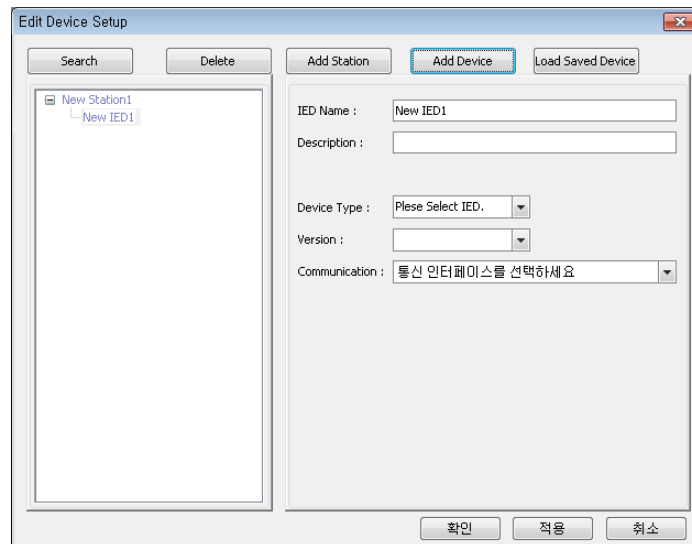 Edit Device Setup
Search Delete Add Station Add Device Load Saved Device
New Station1
New IED1
IED Name : New IED1
Description :
Device Type : Plese Select IED.
Version :
Communication : 통신 인터페이스를 선택하세요
확인 적용 취소